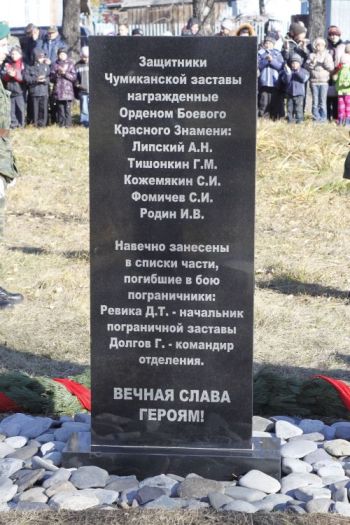 Защитники
Чумиканской заставы
награжденные
Орденом Боевого
Красного Знамени:
Липский А.Н.
Тишонкин Г.М.
Кожемякин С.И.
Фомичев С.И.
Родин И.В.
Навечно занесены
в списки части,
погибшие в бою
пограничники:
Ревика Д.Т. - начальник
пограничной заставы
Долгов Г. - командир
отделения.
ВЕЧНАЯ СЛАВА
ГЕРОЯМ!